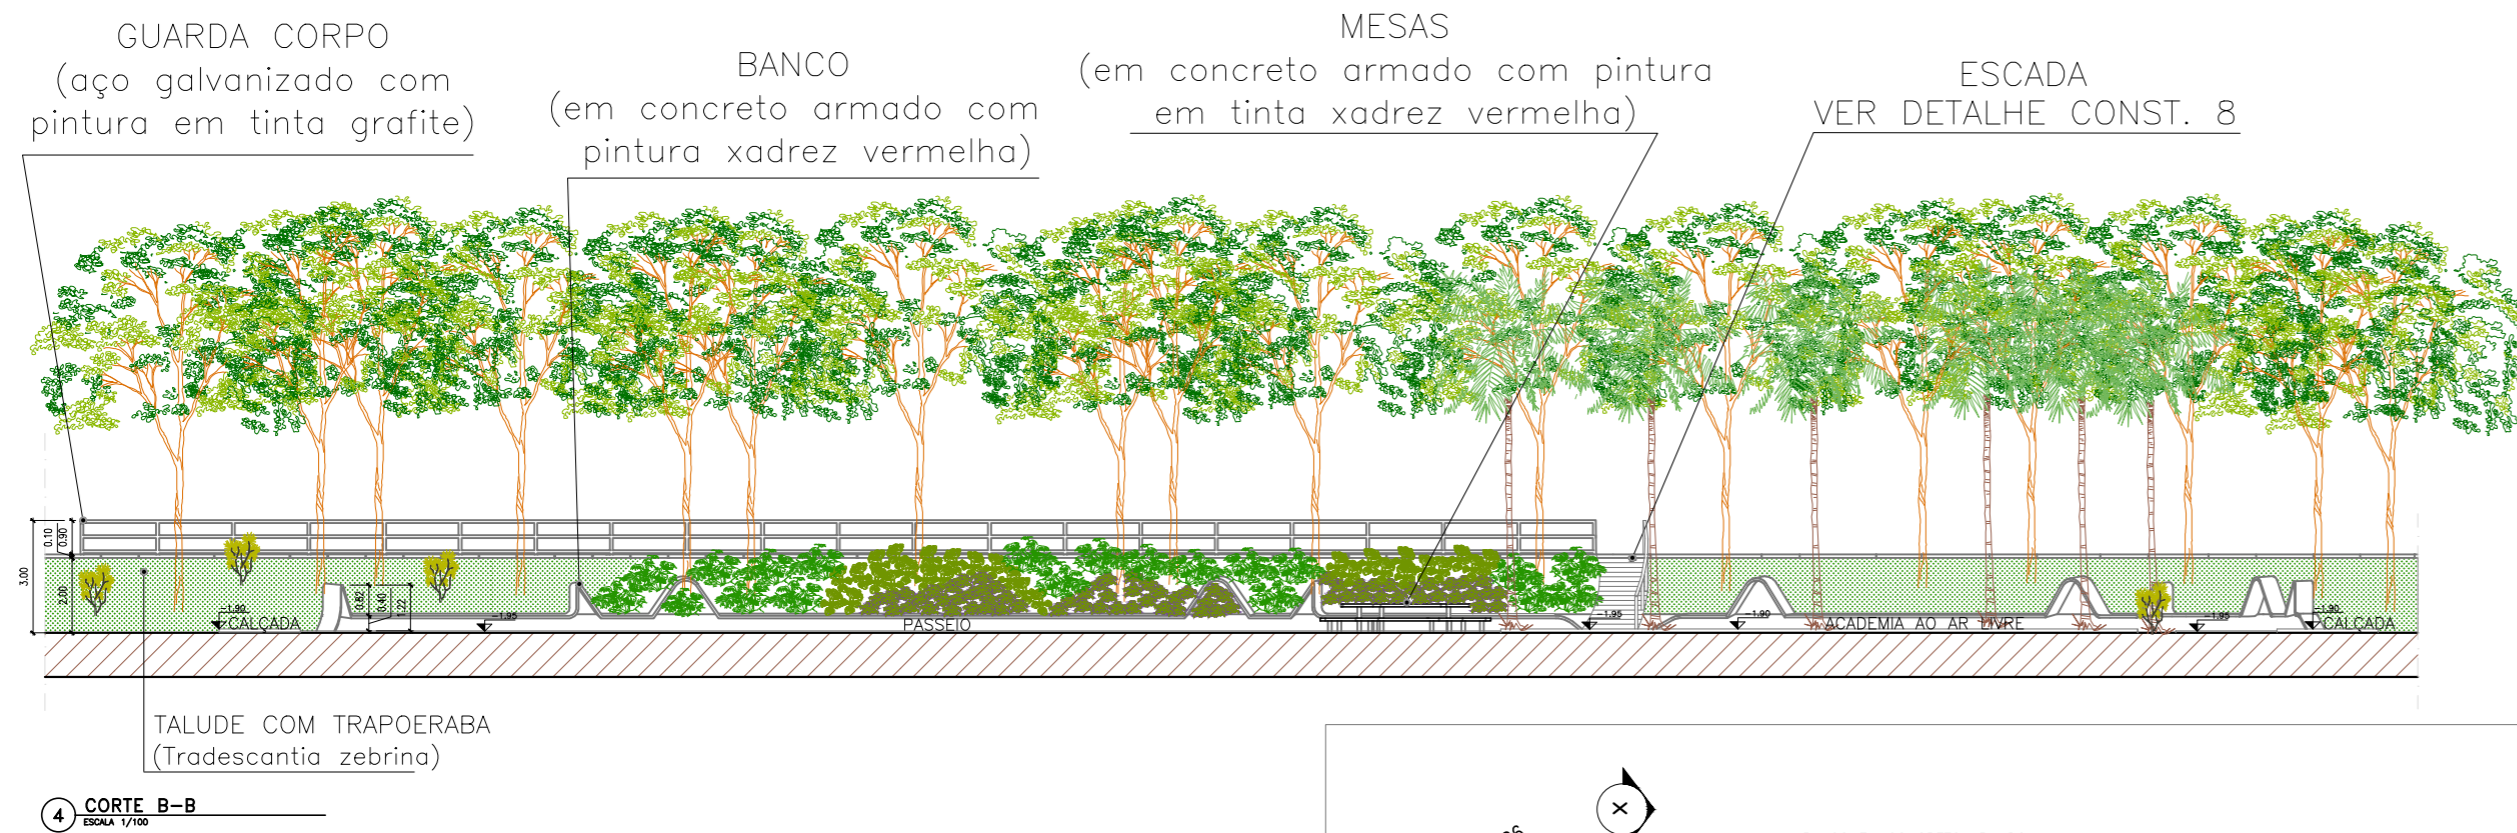 GUARDA CORPO
(aço galvanizado com
pintura em tinta grafite)
BANCO
(em concreto armado com
pintura xadrez vermelha)
MESAS
(em concreto armado com pintura
em tinta xadrez vermelha)
ESCADA
VER DETALHE CONST. 8
3.00
0.10
0.90
2.00
0.82
0.40
1.22
-1.90
CALÇADA
-1.95
PASSEIO
-1.95
-1.90
ACADEMIA AO AR LIVRE
-1.95
-1.90
CALÇADA
TALUDE COM TRAPOERABA
(Tradescantia zebrina)
4
CORTE B-B
ESCALA 1/100
X